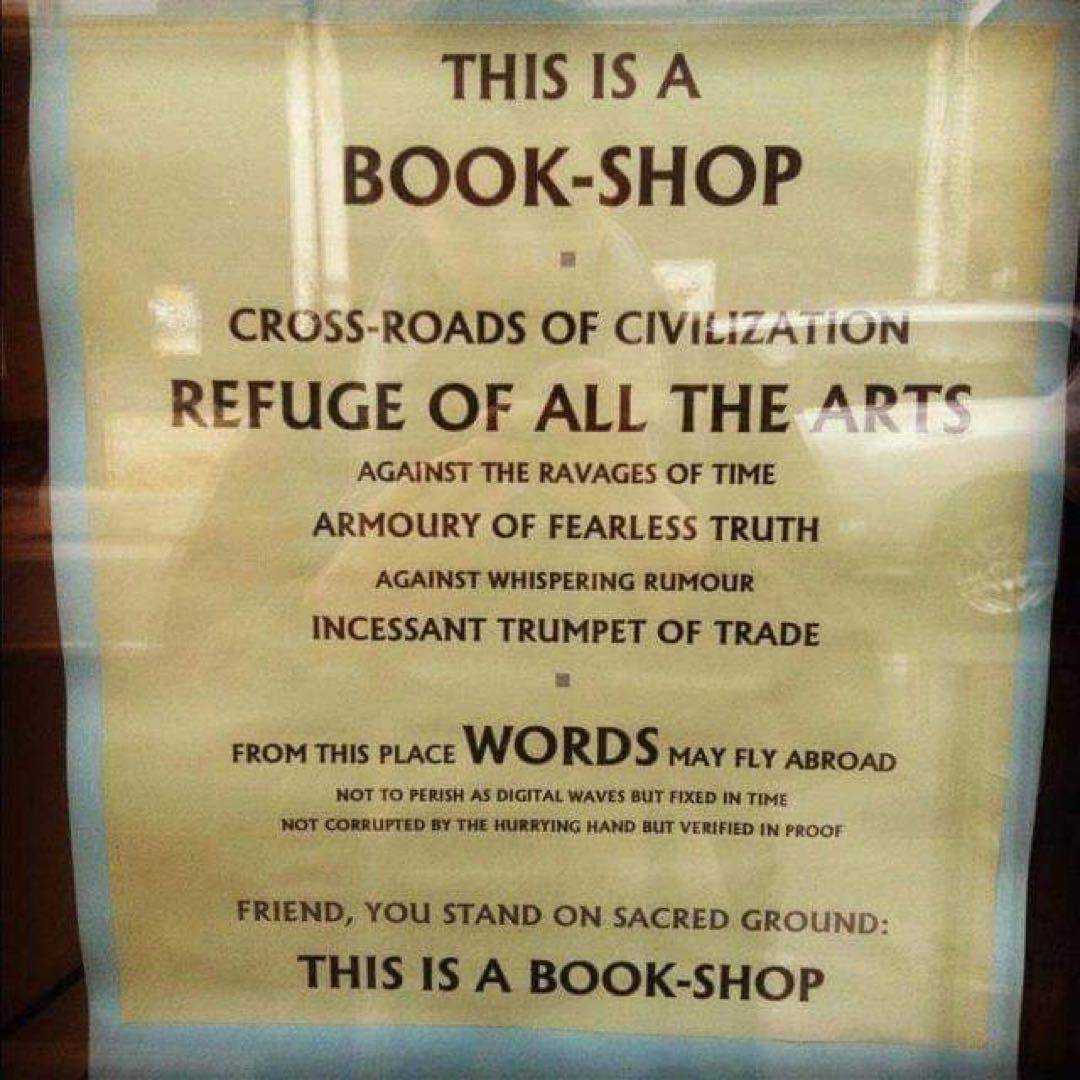 THIS IS A
BOOK-SHOP
CROSS-ROADS OF CIVILIZATION
REFUGE OF ALL THE ARTS
AGAINST THE RAVAGES OF TIME
ARMOURY OF FEARLESS TRUTH
AGAINST WHISPERING RUMOUR
INCESSANT TRUMPET OF TRADE
FROM THIS PLACE WORDS MAY FLY ABROAD
NOT TO PERISH AS DIGITAL WAVES BUT FIXED IN TIME
NOT CORRUPTED BY THE HURRYING HAND BUT VERIFIED IN PROOF
FRIEND, YOU STAND ON SACRED GROUND:
THIS IS A BOOK-SHOP